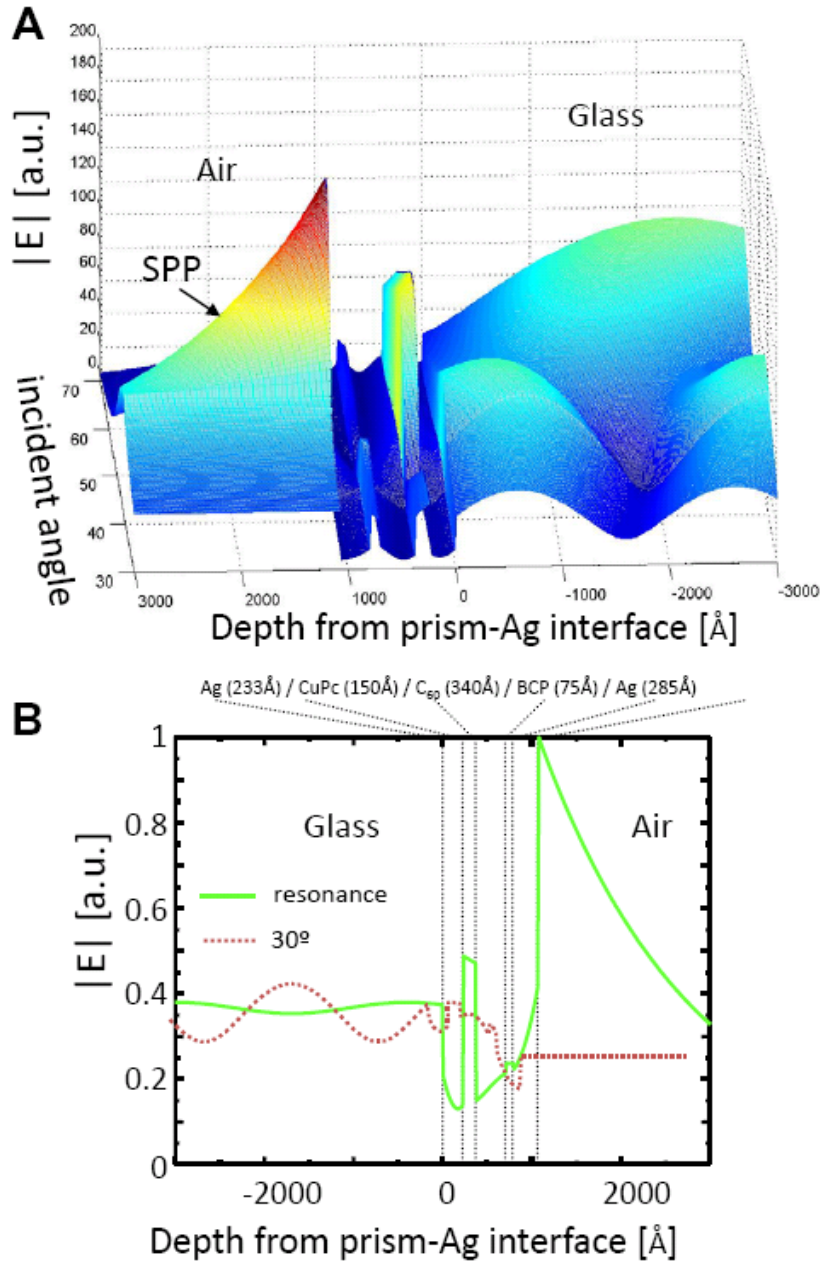 A
200
180
160
140
120
100
80
60
40
20
0
|E| [a.u.]
Air
Glass
SPP
70
60
50
40
30
incident angle
3000
2000
1000
0
-1000
-2000
-3000
Depth from prism-Ag interface [Å]
B
Ag (233Å) / CuPc (150Å) / C₆₀ (340Å) / BCP (75Å) / Ag (285Å)
1
0.8
0.6
0.4
0.2
0
|E| [a.u.]
Glass
Air
resonance
30º
-2000
0
2000
Depth from prism-Ag interface [Å]